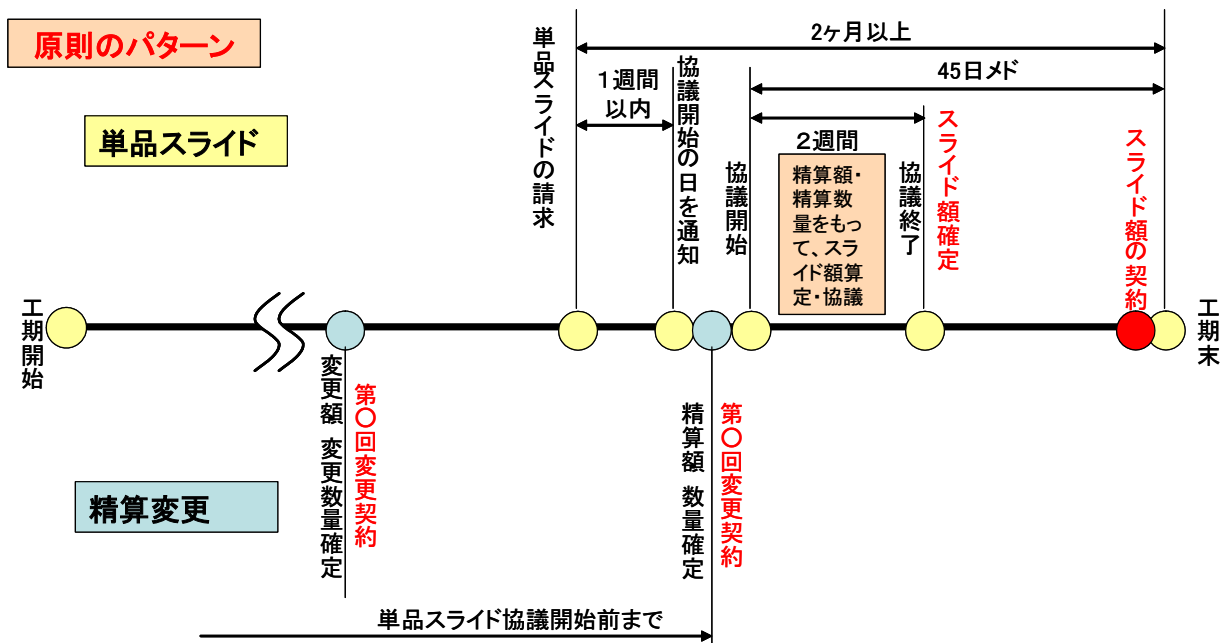 原則のパターン
単品スライド
精算変更
2ヶ月以上
45日メド
1週間
以内
2週間
単品スライドの請求
協議開始の日を通知
協議開始
精算額・
精算数
量をもっ
て、スラ
イド額算
定・協議
協議終了
スライド額確定
スライド額の契約
工期開始
工期末
変更額 変更数量確定
第〇回変更契約
精算額 数量確定
第〇回変更契約
単品スライド協議開始前まで